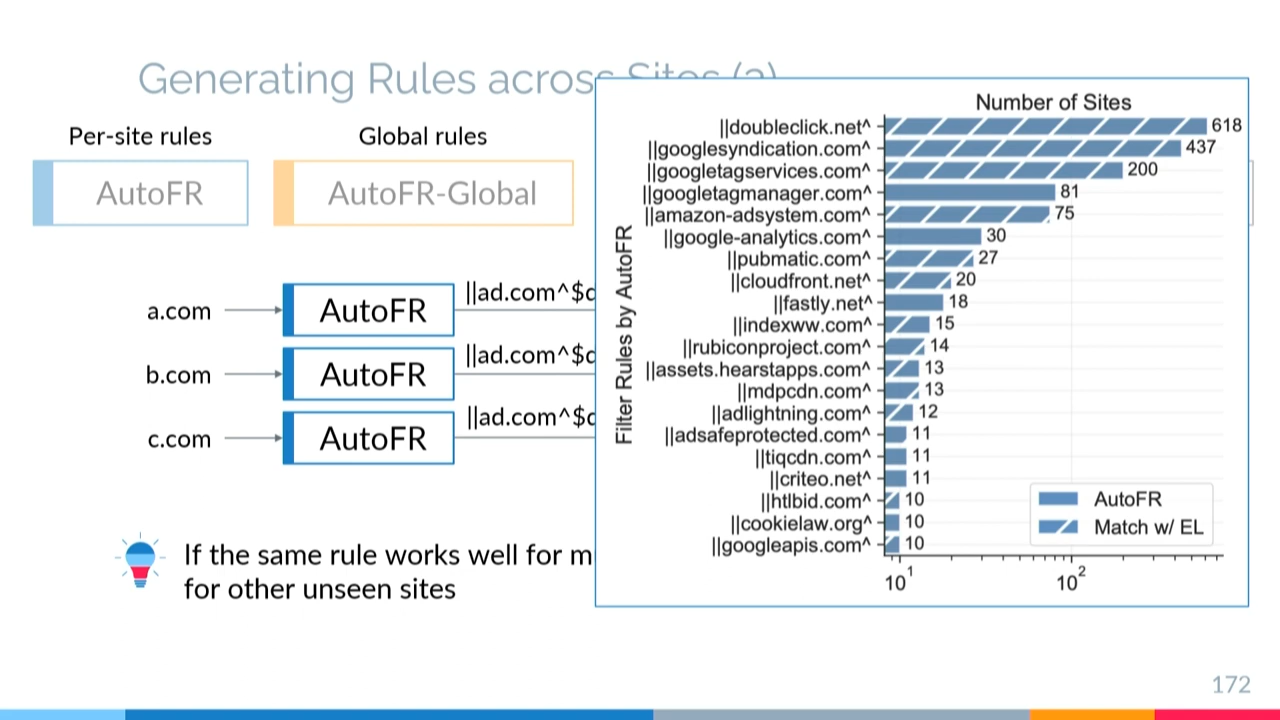 Generating Rules across Sites (a)
Per-site rules
Global rules
AutoFR
AutoFR-Global
a.com
AutoFR
||ad.com^$
b.com
AutoFR
||ad.com^$
c.com
AutoFR
||ad.com^$
If the same rule works well for m
for other unseen sites
Number of Sites
Filter Rules by AutoFR
||doubleclick.net^ 618
||googlesyndication.com^ 437
||googletagservices.com^ 200
||googletagmanager.com^ 81
||amazon-adsystem.com^ 75
||google-analytics.com^ 30
||pubmatic.com^ 27
||cloudfront.net^ 20
||fastly.net^ 18
||indexww.com^ 15
||rubiconproject.com^ 14
||assets.hearstapps.com^ 13
||mdpcdn.com^ 13
||adlightning.com^ 12
||adsafeprotected.com^ 11
||tiqcdn.com^ 11
||criteo.net^ 11
||htlbid.com^ 10
||cookielaw.org^ 10
||googleapis.com^ 10
AutoFR
Match w/ EL
10^1 10^2
172